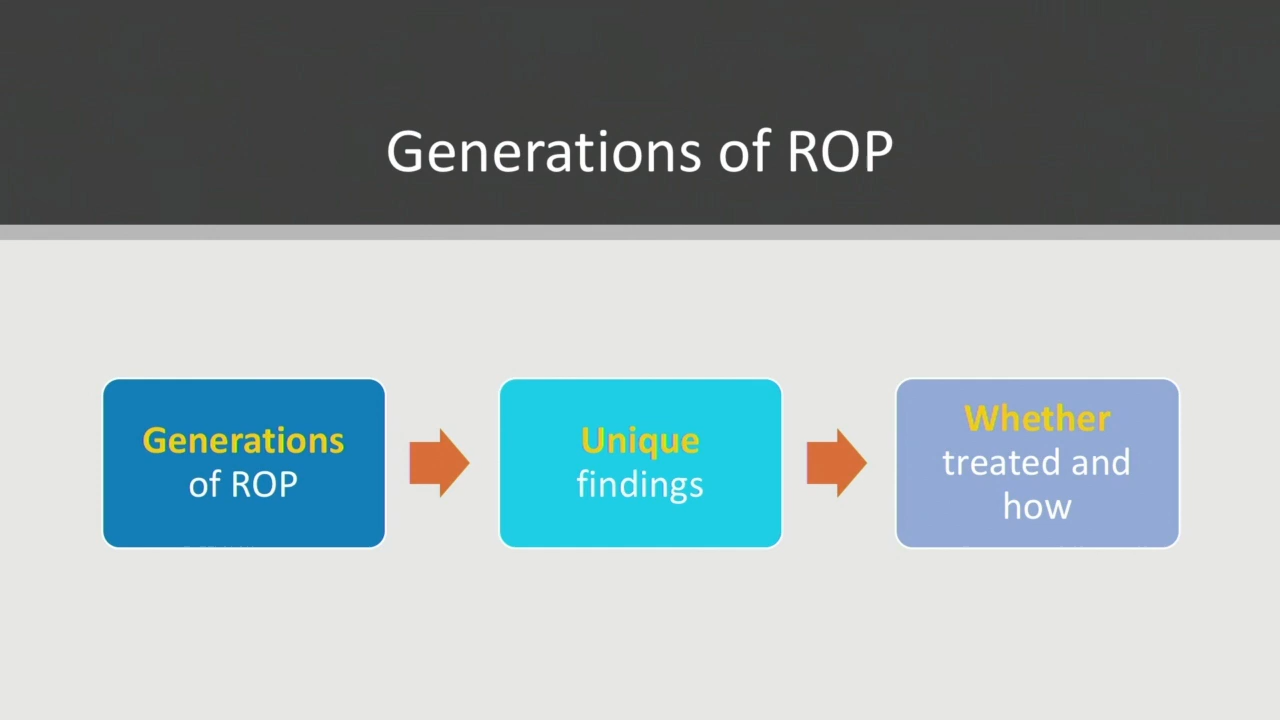 Generations of ROP
Generations
of ROP
Unique
findings
Whether
treated and
how